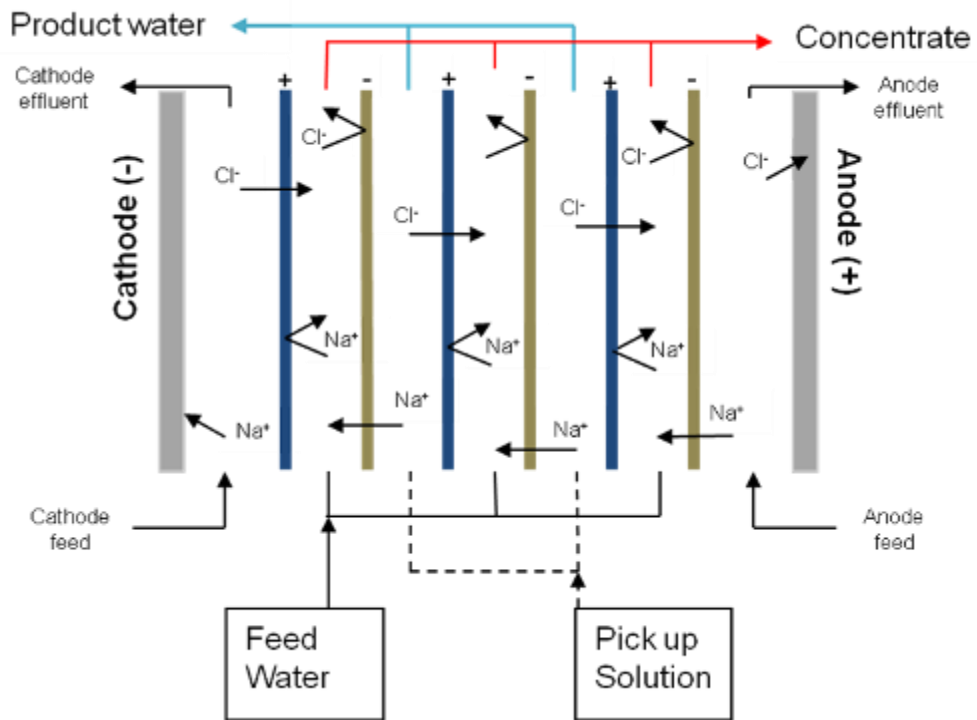 Product water
Concentrate
Cathode
effluent
Anode
effluent
+
-
+
-
+
-
Cl-
Cl-
Cl-
Cl-
Cl-
Cl-
Cathode (-)
Anode (+)
Na+
Na+
Na+
Na+
Na+
Na+
Na+
Cathode
feed
Anode
feed
Feed
Water
Pick up
Solution